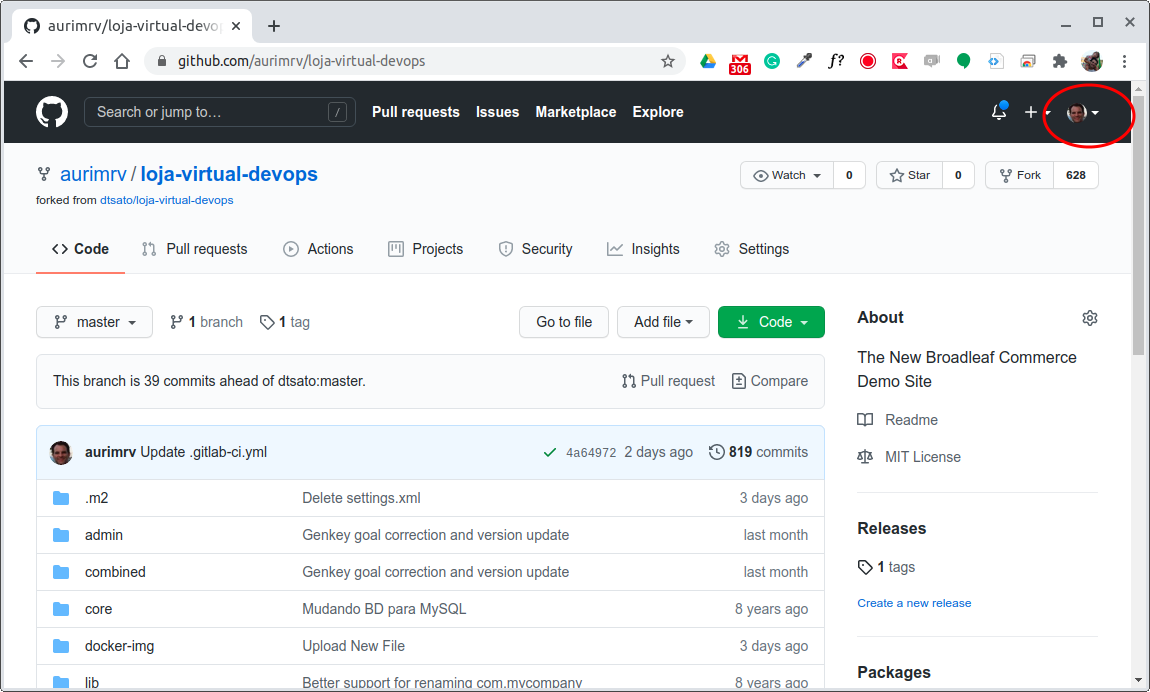 aurimrv/loja-virtual-devo
github.com/aurimrv/loja-virtual-devops
306
f?
Search or jump to…
/
Pull requests
Issues
Marketplace
Explore
aurimrv / loja-virtual-devops
Watch
0
Star
0
Fork
628
forked from dtsato/loja-virtual-devops
Code
Pull requests
Actions
Projects
Security
Insights
Settings
master
1 branch
1 tag
Go to file
Add file
Code
This branch is 39 commits ahead of dtsato:master.
Pull request
Compare
aurimrv Update .gitlab-ci.yml
4a64972 2 days ago
819 commits
.m2
Delete settings.xml
3 days ago
admin
Genkey goal correction and version update
last month
combined
Genkey goal correction and version update
last month
core
Mudando BD para MySQL
8 years ago
docker-img
Upload New File
3 days ago
lib
Better support for renaming com.mycompany
8 years ago
About
The New Broadleaf Commerce
Demo Site
Readme
MIT License
Releases
1 tags
Create a new release
Packages